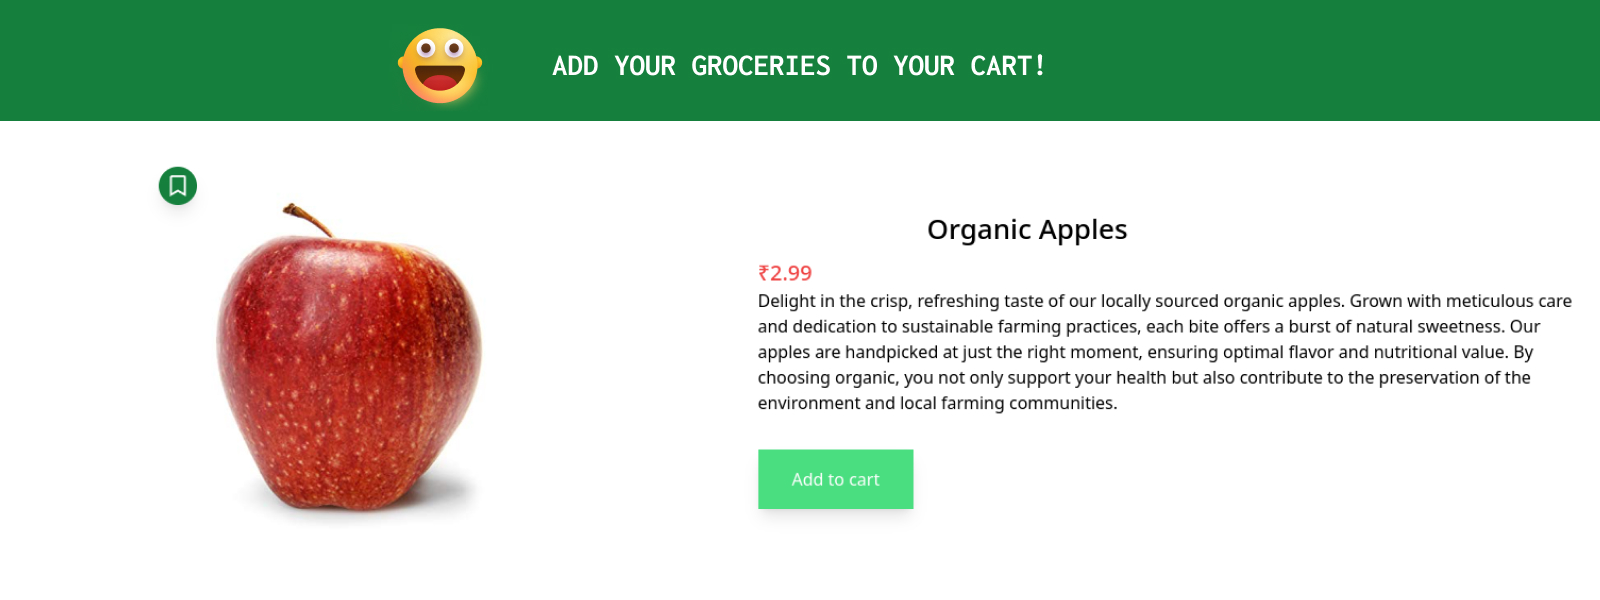 ADD YOUR GROCERIES TO YOUR CART!
Organic Apples
₹2.99
Delight in the crisp, refreshing taste of our locally sourced organic apples. Grown with meticulous care
and dedication to sustainable farming practices, each bite offers a burst of natural sweetness. Our
apples are handpicked at just the right moment, ensuring optimal flavor and nutritional value. By
choosing organic, you not only support your health but also contribute to the preservation of the
environment and local farming communities.
Add to cart